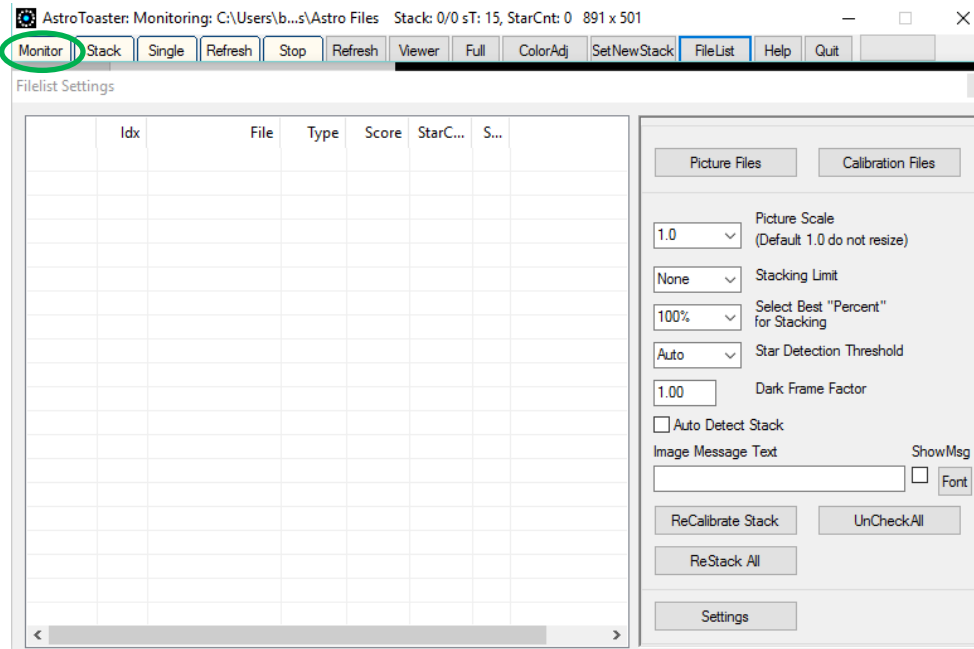 AstroToaster: Monitoring: C:\Users\b...s\Astro Files Stack: 0/0 sT: 15, StarCnt: 0 891 x 501
Monitor Stack Single Refresh Stop Refresh Viewer Full ColorAdj SetNewStack FileList Help Quit
Filelist Settings
Idx File Type Score StarC... S...
Picture Files Calibration Files
1.0 Picture Scale
(Default 1.0 do not resize)
None Stacking Limit
100% Select Best "Percent"
for Stacking
Auto Star Detection Threshold
1.00 Dark Frame Factor
Auto Detect Stack
Image Message Text ShowMsg
Font
ReCalibrate Stack UnCheckAll
ReStack All
Settings